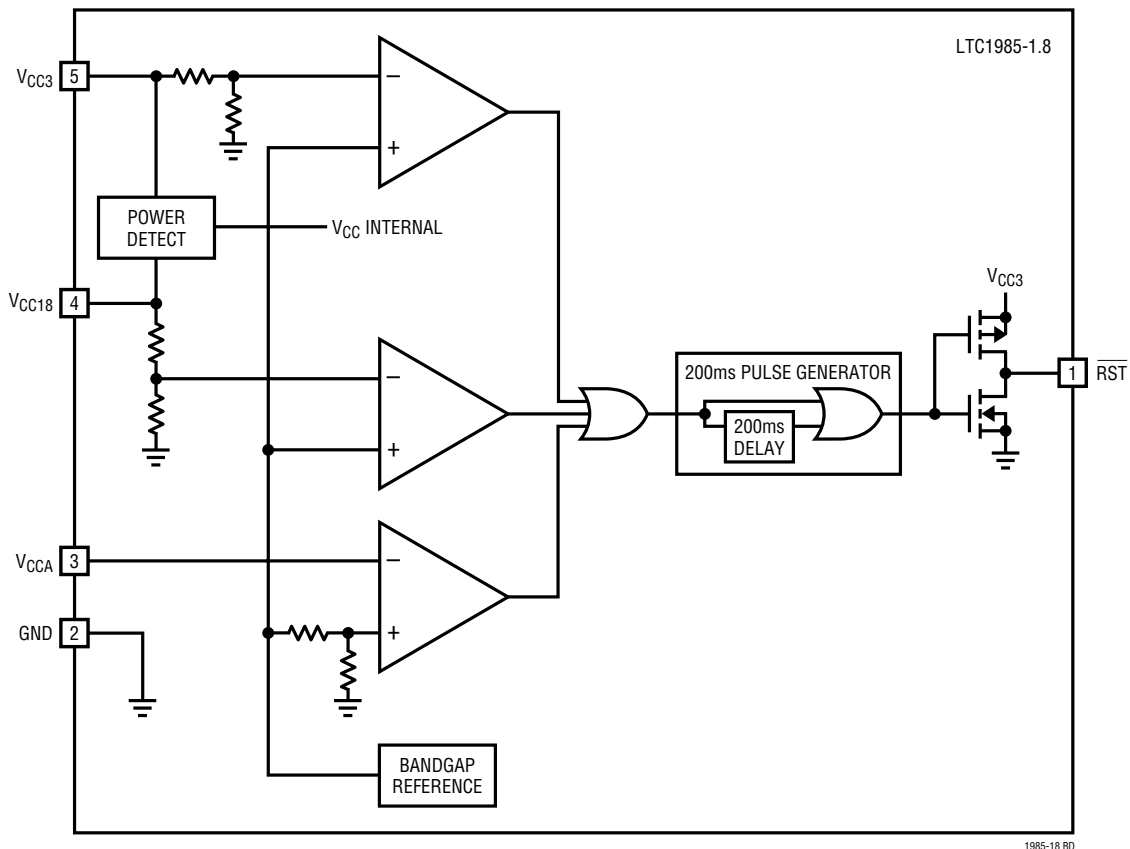 LTC1985-1.8
VCC3 5
−
+
POWER
DETECT
VCC INTERNAL
VCC18 4
−
+
200ms PULSE GENERATOR
200ms
DELAY
VCC3
1 RST
VCCA 3
−
+
GND 2
BANDGAP
REFERENCE
1985-18 BD